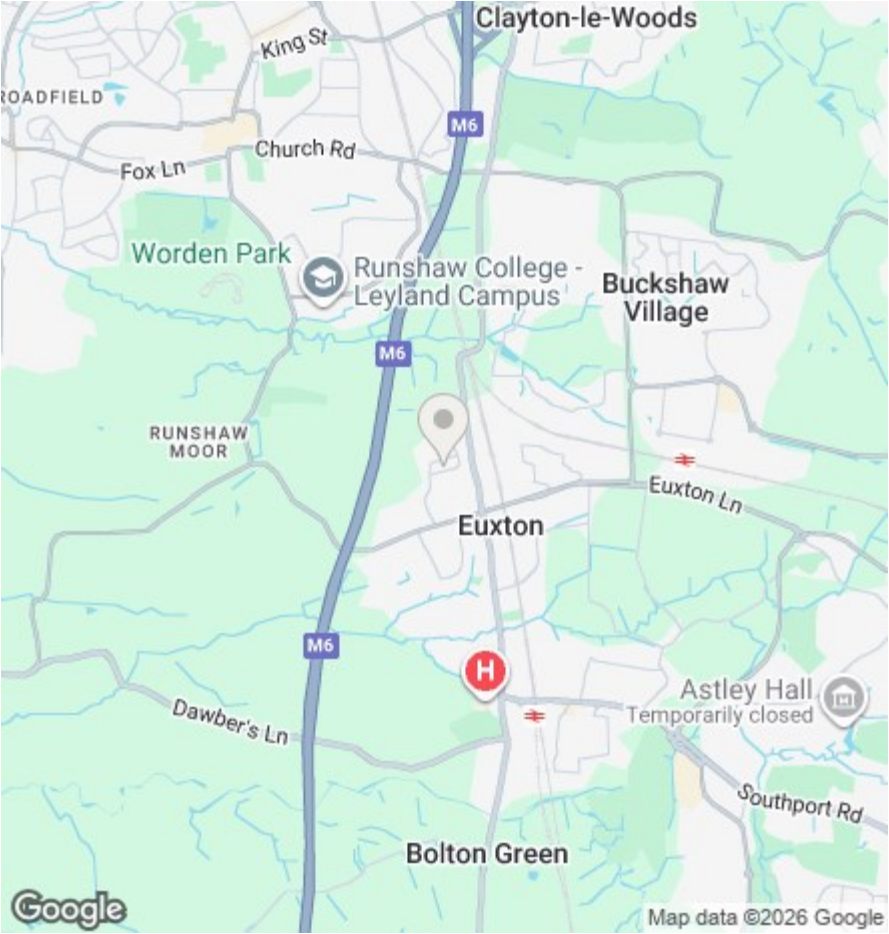 Clayton-le-Woods
King St
ROADFIELD
M6
Church Rd
Fox Ln
Worden Park
Runshaw College -
Leyland Campus
Buckshaw
Village
M6
RUNSHAW
MOOR
Euxton Ln
Euxton
M6
H
Astley Hall
Temporarily closed
Dawber's Ln
Southport Rd
Bolton Green
Google
Map data ©2026 Google